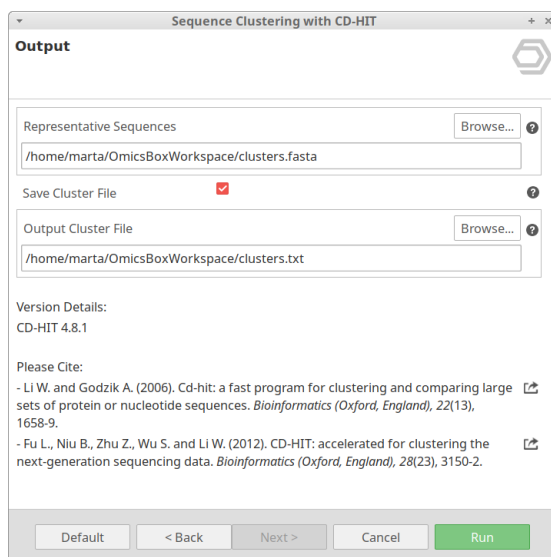 Sequence Clustering with CD-HIT
Output
Representative Sequences
Browse...
/home/marta/OmicsBoxWorkspace/clusters.fasta
Save Cluster File
Output Cluster File
Browse...
/home/marta/OmicsBoxWorkspace/clusters.txt
Version Details:
CD-HIT 4.8.1
Please Cite:
- Li W. and Godzik A. (2006). Cd-hit: a fast program for clustering and comparing large
sets of protein or nucleotide sequences. Bioinformatics (Oxford, England), 22(13),
1658-9.
- Fu L., Niu B., Zhu Z., Wu S. and Li W. (2012). CD-HIT: accelerated for clustering the
next-generation sequencing data. Bioinformatics (Oxford, England), 28(23), 3150-2.
Default
< Back
Next >
Cancel
Run